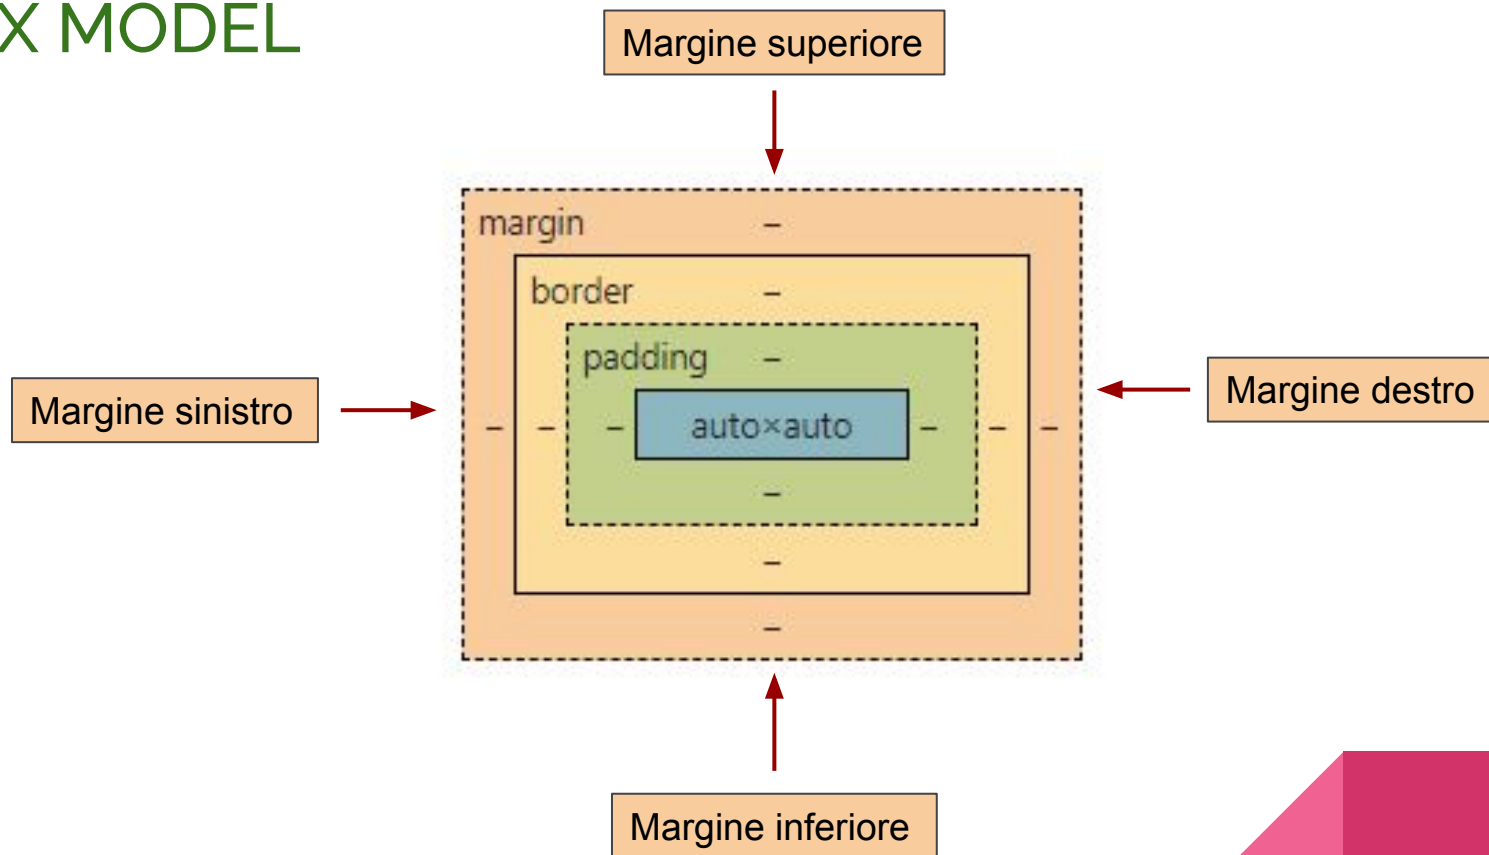 X MODEL
Margine superiore
margin –
border –
padding –
Margine sinistro
– – – auto×auto – – –
Margine destro
–
–
–
Margine inferiore